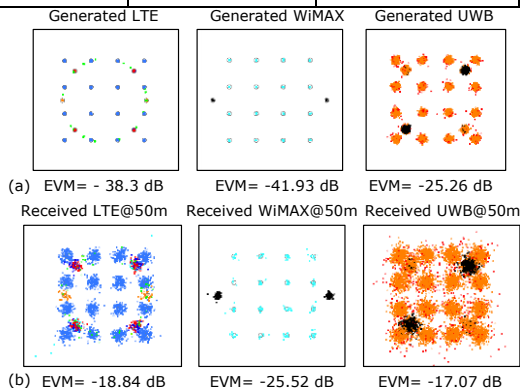 Generated LTE Generated WiMAX Generated UWB
(a) EVM= - 38.3 dB EVM= -41.93 dB EVM= -25.26 dB
Received LTE@50m Received WiMAX@50m Received UWB@50m
(b) EVM= -18.84 dB EVM= -25.52 dB EVM= -17.07 dB